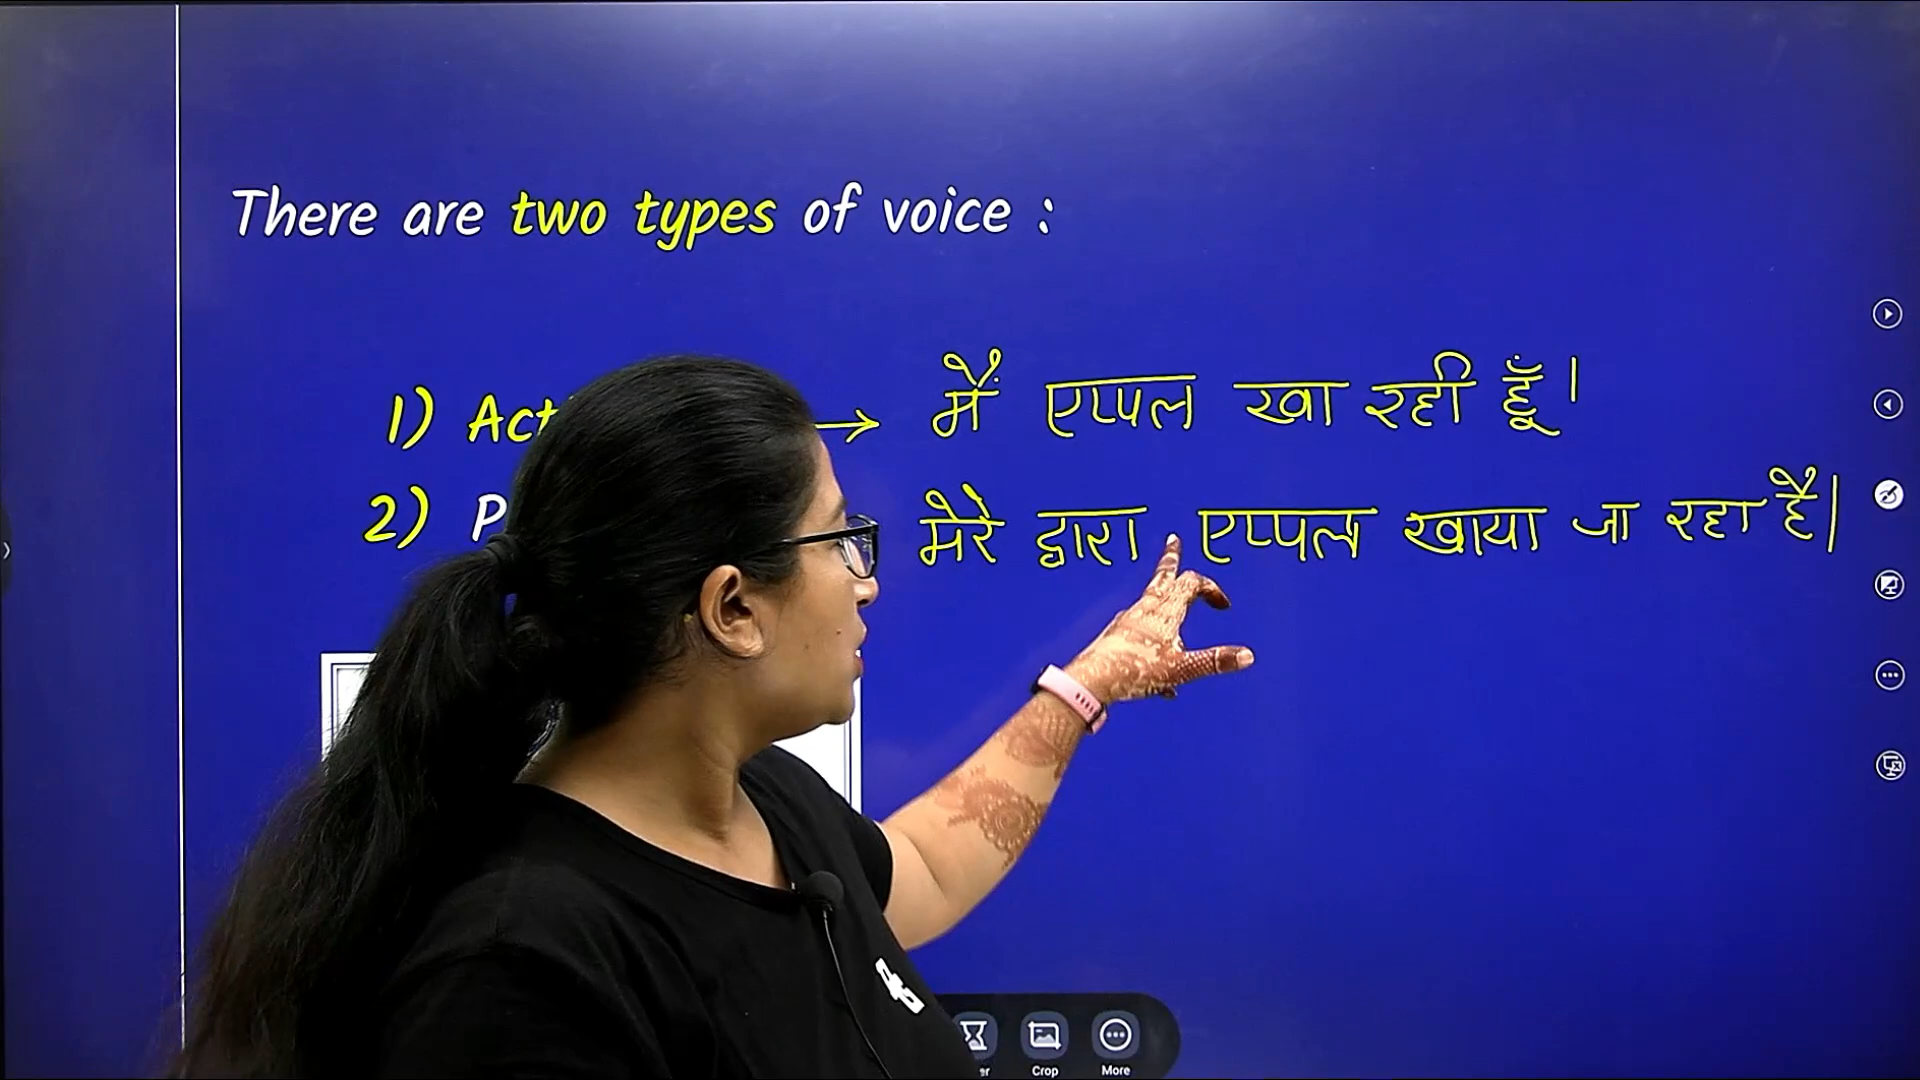 There are two types of voice :
1) Act → मैं एप्पल खा रही हूँ।
2) P मेरे द्वारा एप्पल खाया जा रहा है।
Crop More